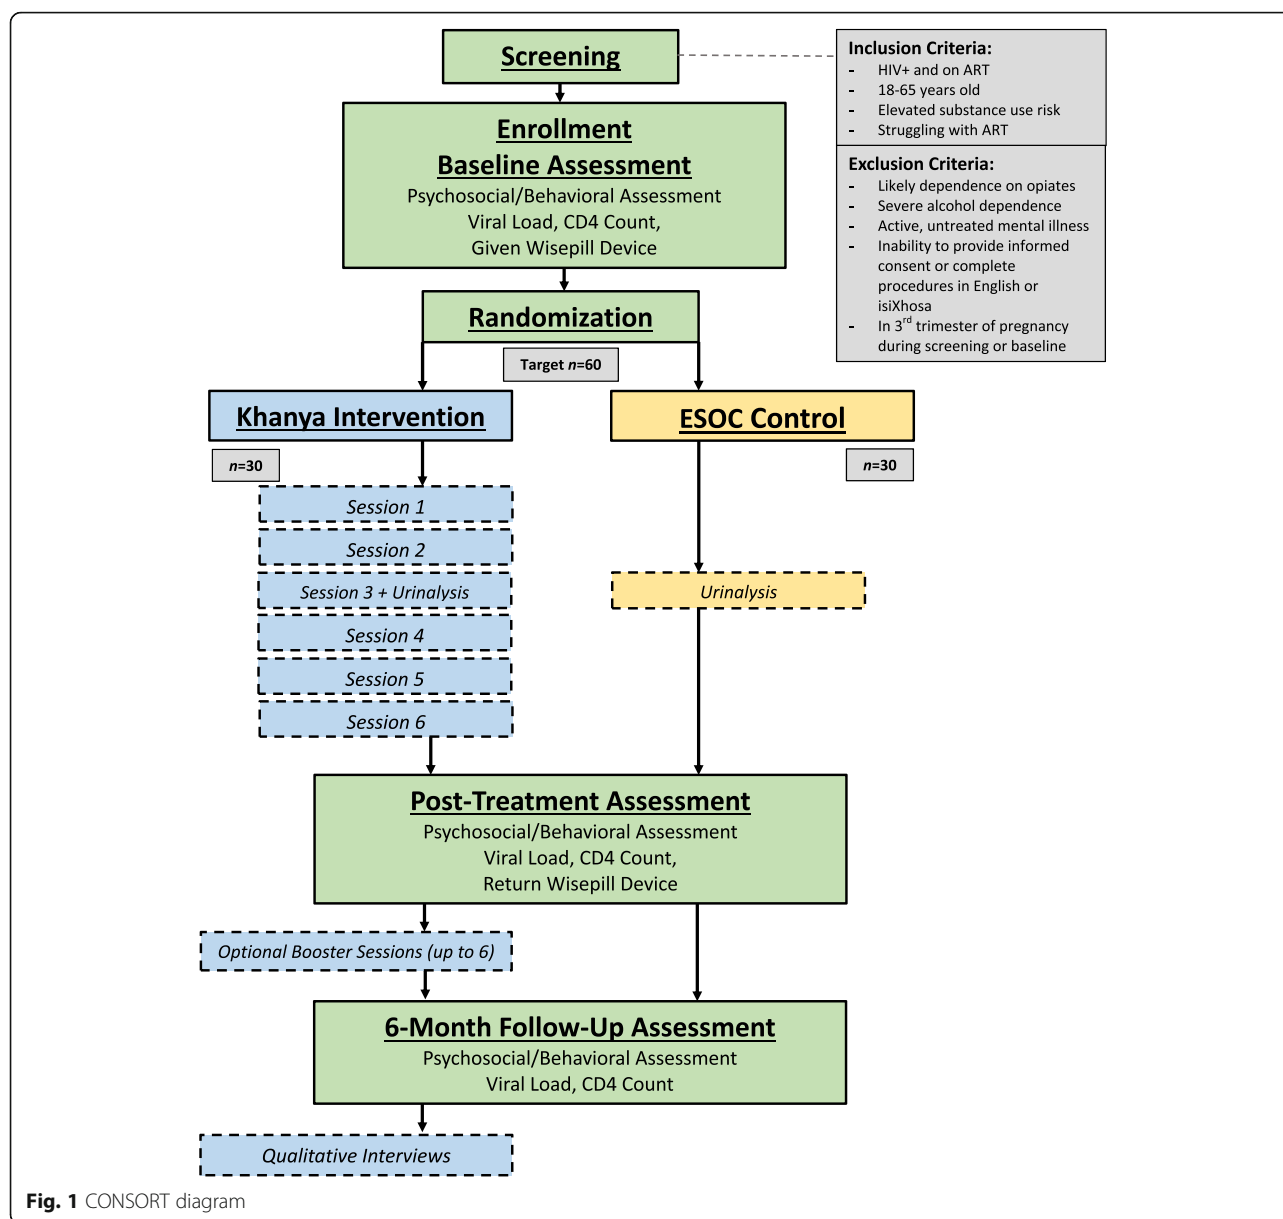 Screening
Inclusion Criteria:
- HIV+ and on ART
- 18-65 years old
- Elevated substance use risk
- Struggling with ART
Exclusion Criteria:
- Likely dependence on opiates
- Severe alcohol dependence
- Active, untreated mental illness
- Inability to provide informed
consent or complete
procedures in English or
isiXhosa
- In 3rd trimester of pregnancy
during screening or baseline
Enrollment
Baseline Assessment
Psychosocial/Behavioral Assessment
Viral Load, CD4 Count,
Given Wisepill Device
Randomization
Target n=60
Khanya Intervention
ESOC Control
n=30
n=30
Session 1
Session 2
Session 3 + Urinalysis
Urinalysis
Session 4
Session 5
Session 6
Post-Treatment Assessment
Psychosocial/Behavioral Assessment
Viral Load, CD4 Count,
Return Wisepill Device
Optional Booster Sessions (up to 6)
6-Month Follow-Up Assessment
Psychosocial/Behavioral Assessment
Viral Load, CD4 Count
Qualitative Interviews
Fig. 1 CONSORT diagram